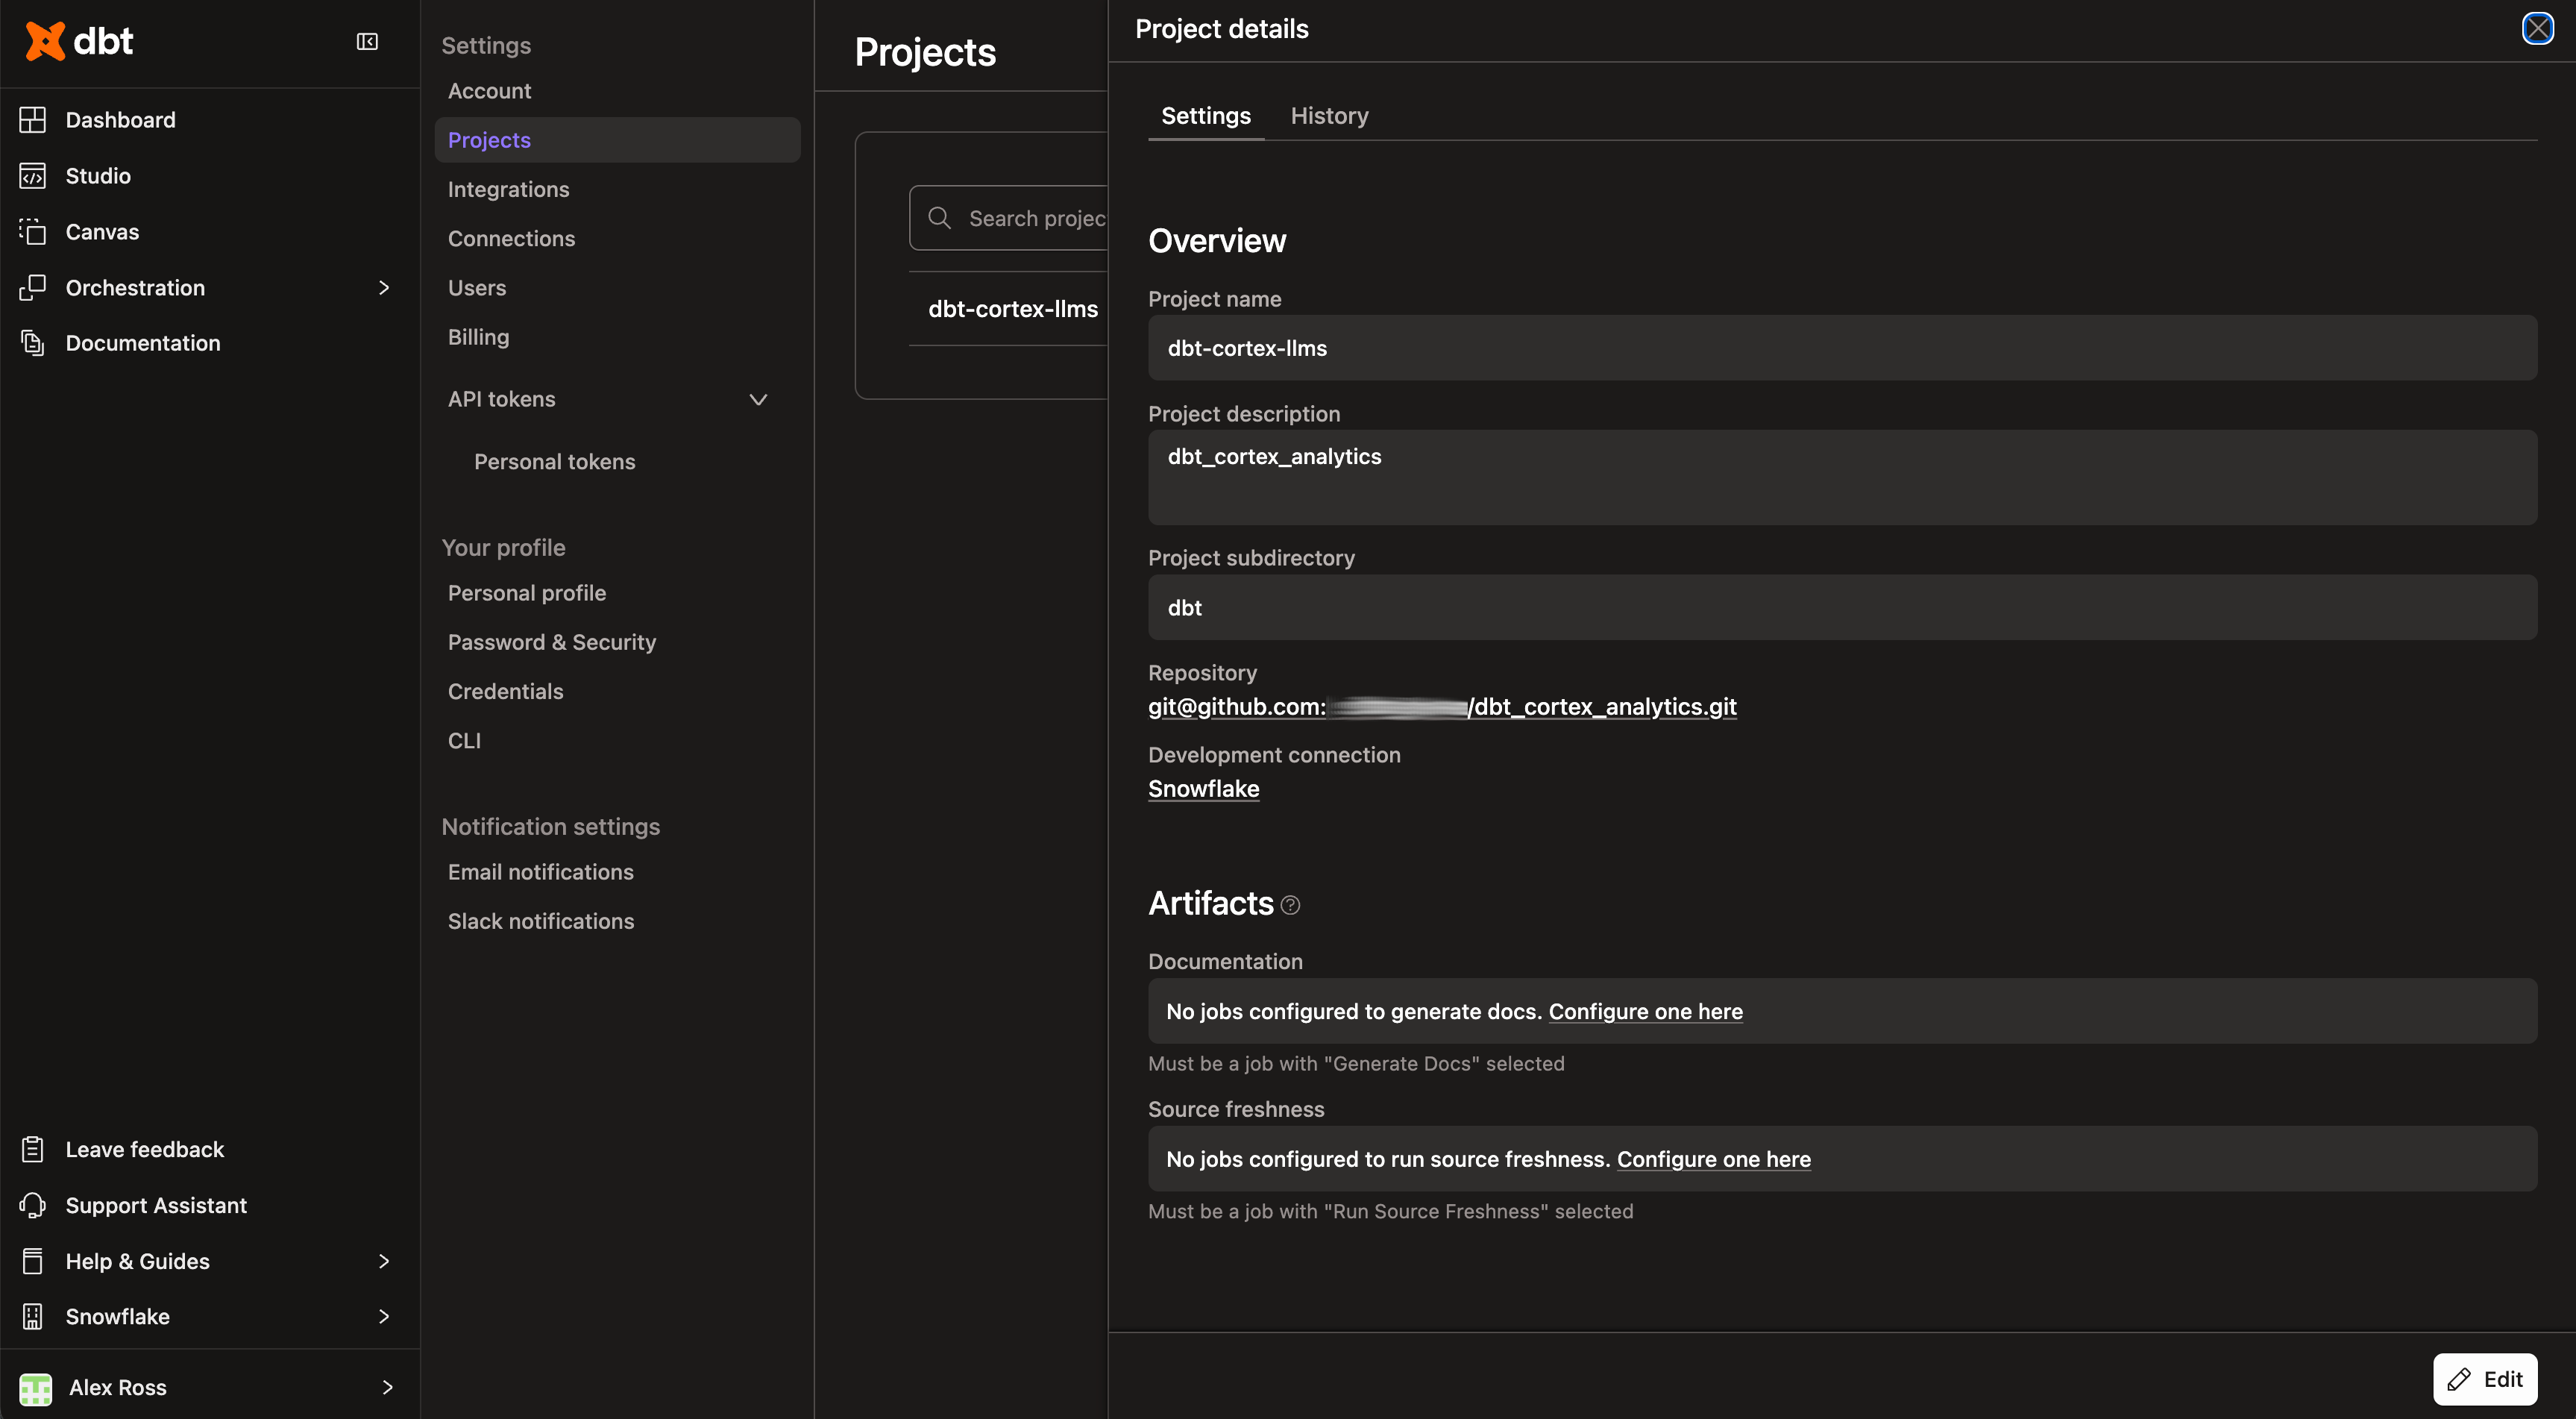 dbt
Dashboard
Studio
Canvas
Orchestration
Documentation
Leave feedback
Support Assistant
Help & Guides
Snowflake
Alex Ross
Settings
Account
Projects
Integrations
Connections
Users
Billing
API tokens
Personal tokens
Your profile
Personal profile
Password & Security
Credentials
CLI
Notification settings
Email notifications
Slack notifications
Projects
Search projec
dbt-cortex-llms
Project details
Settings History
Overview
Project name
dbt-cortex-llms
Project description
dbt_cortex_analytics
Project subdirectory
dbt
Repository
git@github.com: /dbt_cortex_analytics.git
Development connection
Snowflake
Artifacts
Documentation
No jobs configured to generate docs. Configure one here
Must be a job with "Generate Docs" selected
Source freshness
No jobs configured to run source freshness. Configure one here
Must be a job with "Run Source Freshness" selected
Edit